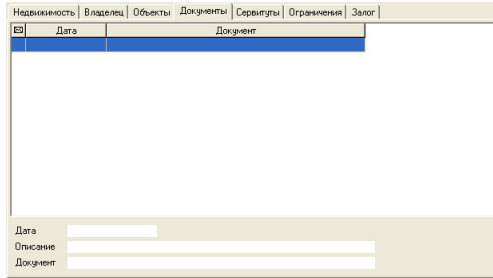 Недвижимость Владелец Объекты Документы Сервитуты Ограничения Залог
Дата Документ
Дата
Описание
Документ